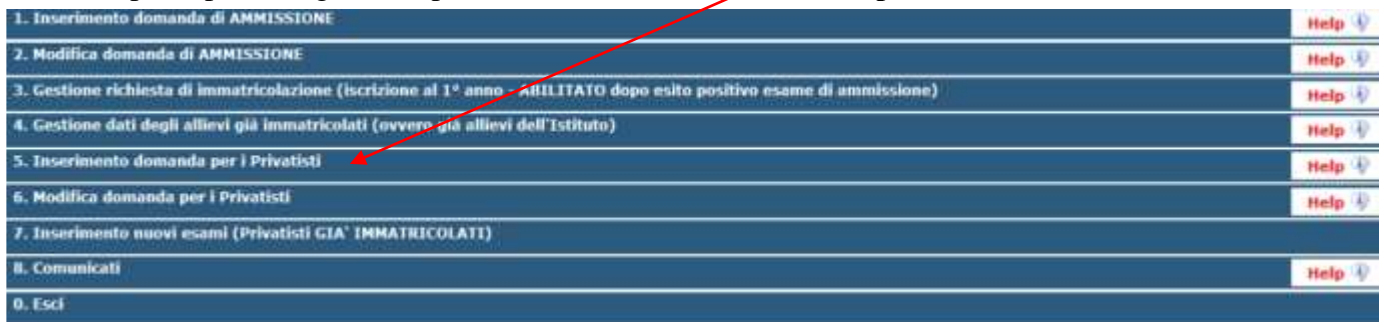 1. Inserimento domanda di AMMISSIONE
Help
2. Modifica domanda di AMMISSIONE
Help
3. Gestione richiesta di immatricolazione (iscrizione al 1° anno - ABILITATO dopo esito positivo esame di ammissione)
Help
4. Gestione dati degli allievi già immatricolati (ovvero già allievi dell'Istituto)
Help
5. Inserimento domanda per i Privatisti
Help
6. Modifica domanda per i Privatisti
Help
7. Inserimento nuovi esami (Privatisti GIA' IMMATRICOLATI)
8. Comunicati
Help
0. Esci